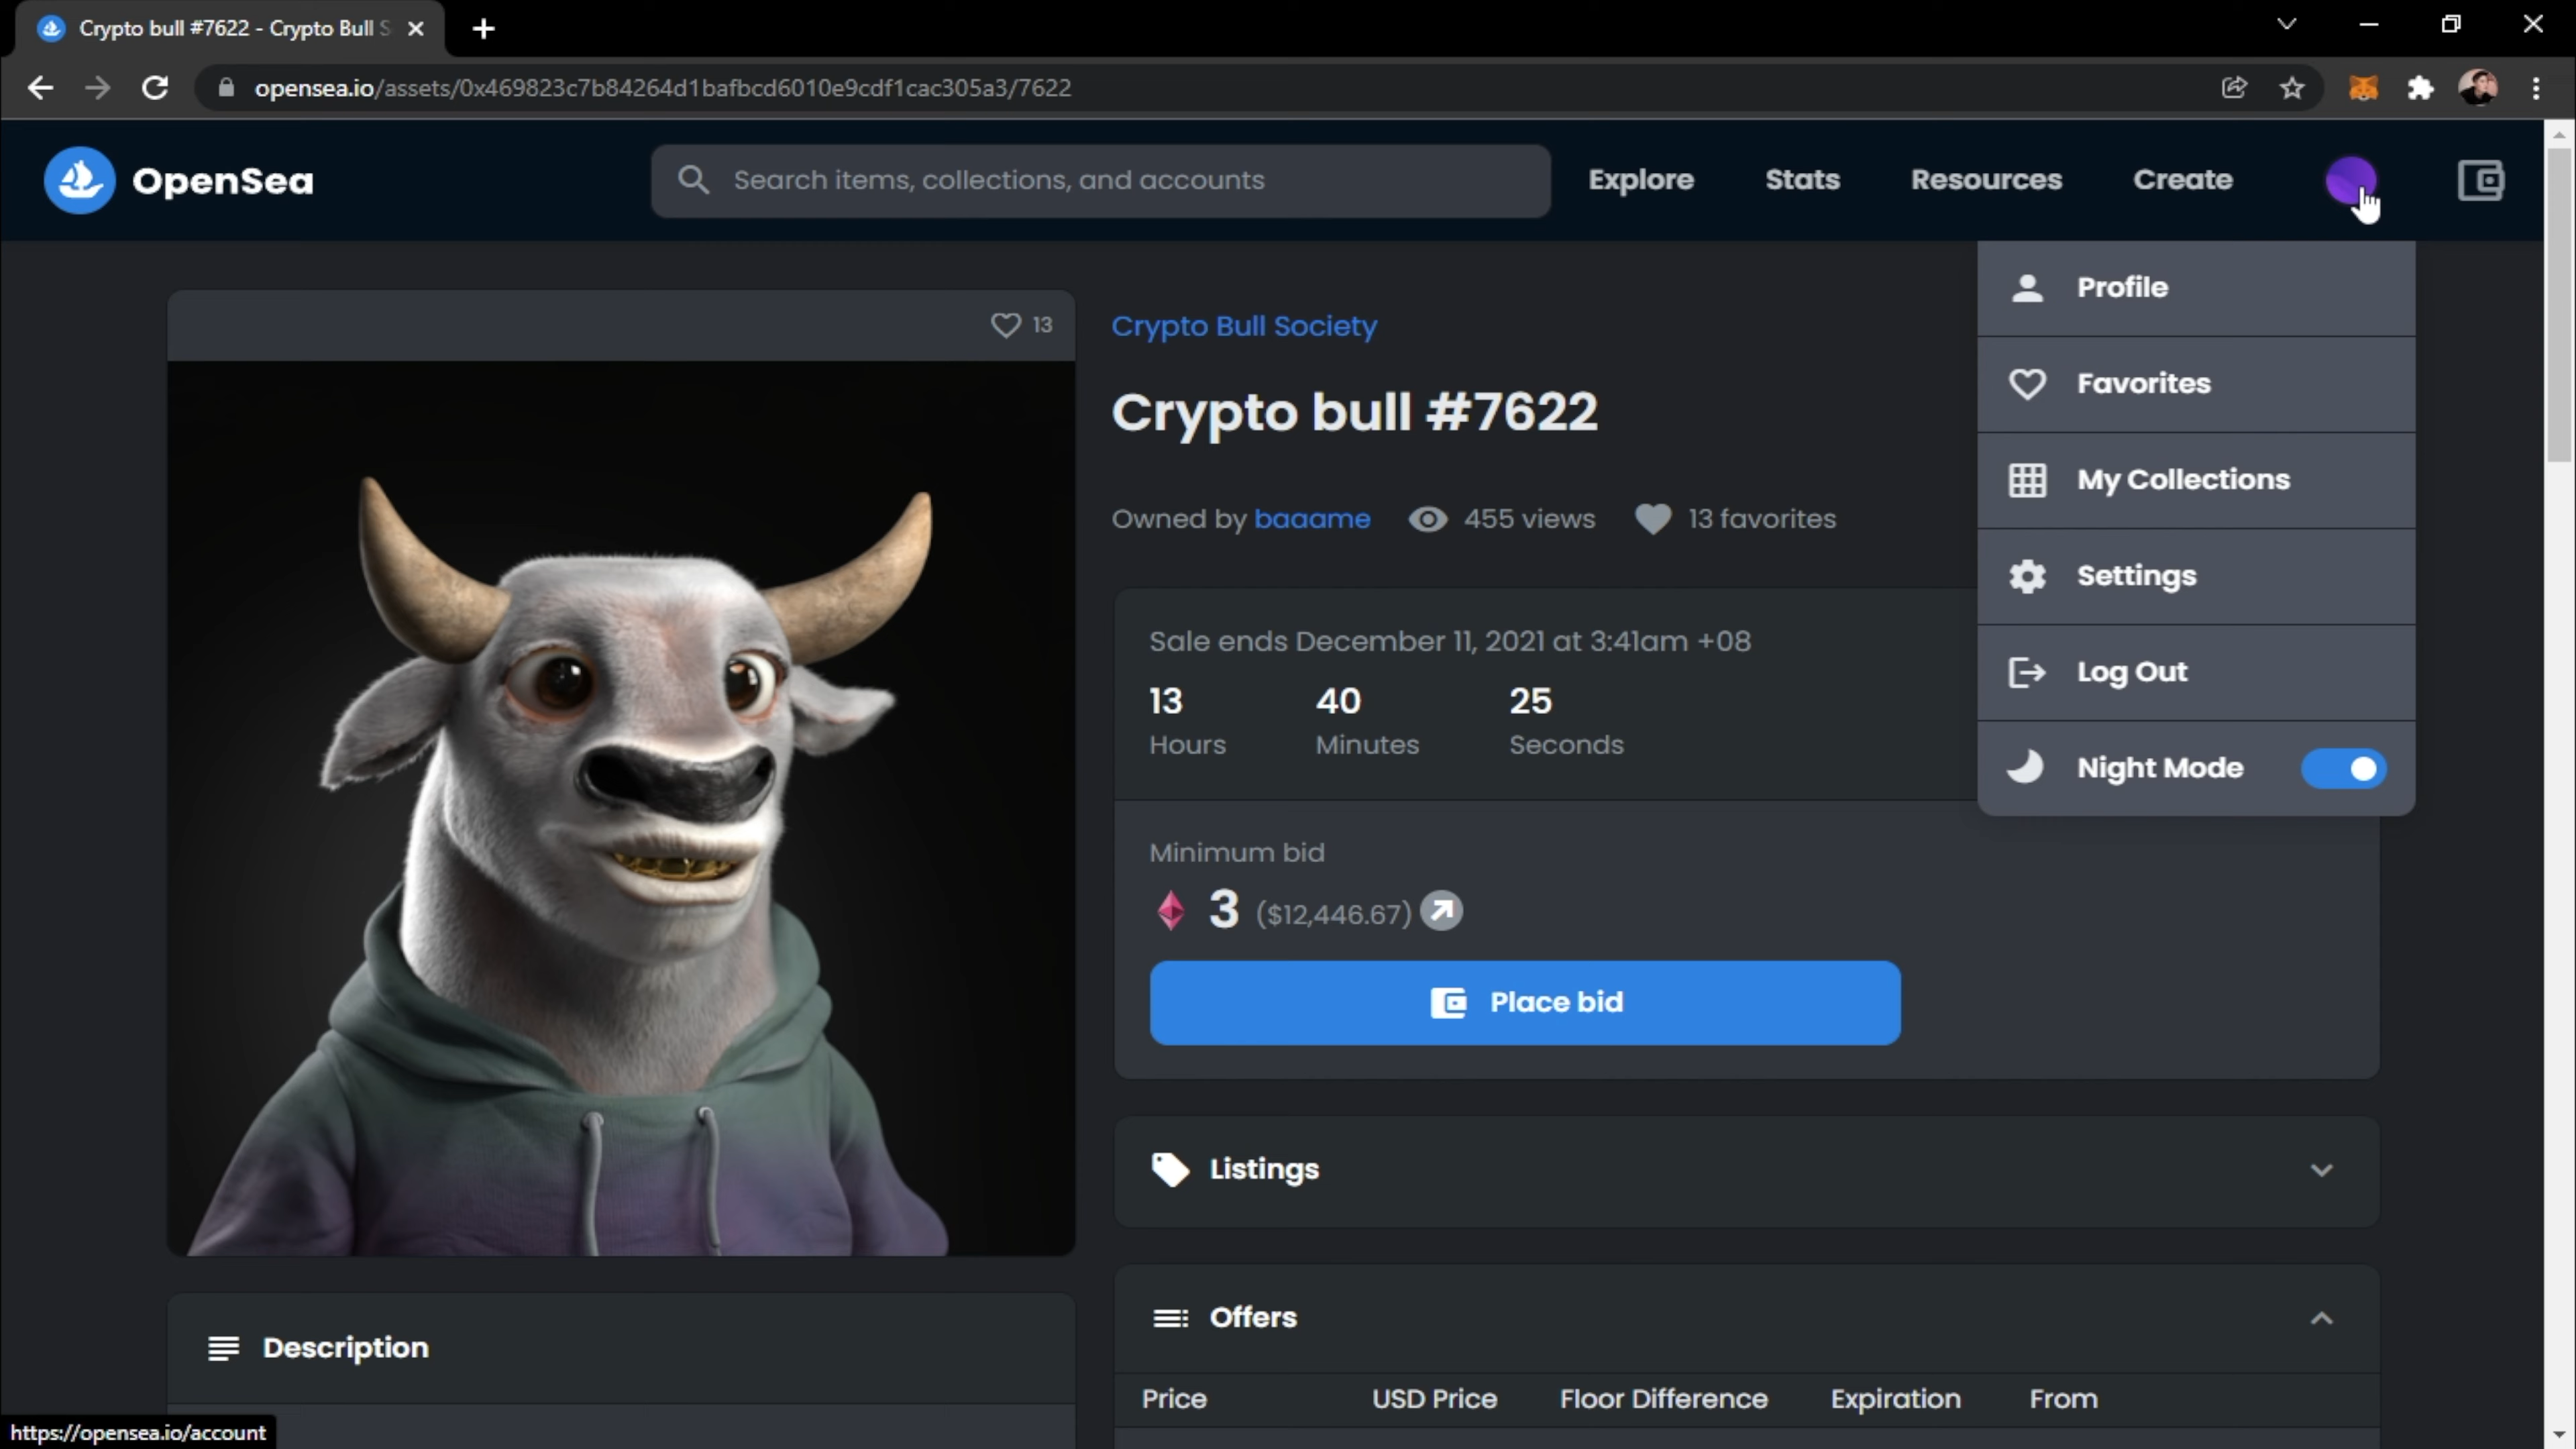 Crypto bull #7622 - Crypto Bull S
opensea.io/assets/0x469823c7b84264d1bafbcd6010e9cdf1cac305a3/7622
OpenSea
Search items, collections, and accounts
Explore
Stats
Resources
Create
Profile
Favorites
My Collections
Settings
Log Out
Night Mode
13
Crypto Bull Society
Crypto bull #7622
Owned by baaame 455 views 13 favorites
Sale ends December 11, 2021 at 3:41am +08
13 40 25
Hours Minutes Seconds
Minimum bid
3 ($12,446.67)
Place bid
Listings
Offers
Price USD Price Floor Difference Expiration From
Description
https://opensea.io/account